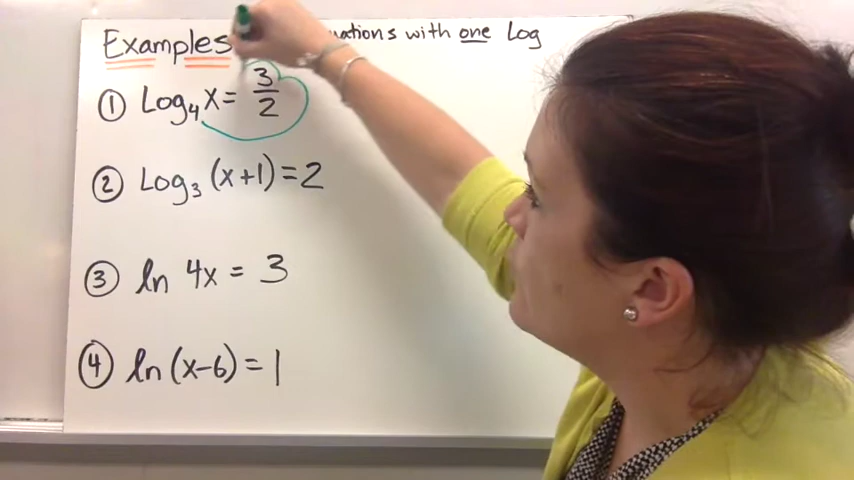 Examples uations with one Log
① Log₄ x = 3/2
② Log₃ (x+1) = 2
③ ln 4x = 3
④ ln (x-6) = 1